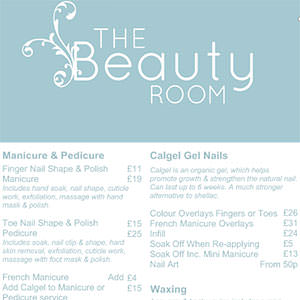 THE
Beauty
ROOM
Manicure & Pedicure
Finger Nail Shape & Polish £11
Manicure £19
Includes hand soak, nail shape, cuticle
work, exfoliation, massage with hand
mask & polish
Toe Nail Shape & Polish £15
Pedicure £25
Includes soak, nail clip & shape, hard
skin removal, exfoliation, cuticle work,
massage with foot mask & polish.
French Manicure Add £4
Add Calgel to Manicure or £15
Pedicure service
Calgel Gel Nails
Calgel is an organic gel, which helps
promote growth & strengthen the natural nail.
Can last up to 6 weeks. A much stronger
alternative to shellac.
Colour Overlays Fingers or Toes £26
French Manicure Overlays £31
Infill £24
Soak Off When Re-applying £5
Soak Off Inc. Mini Manicure £13
Nail Art From 50p
Waxing